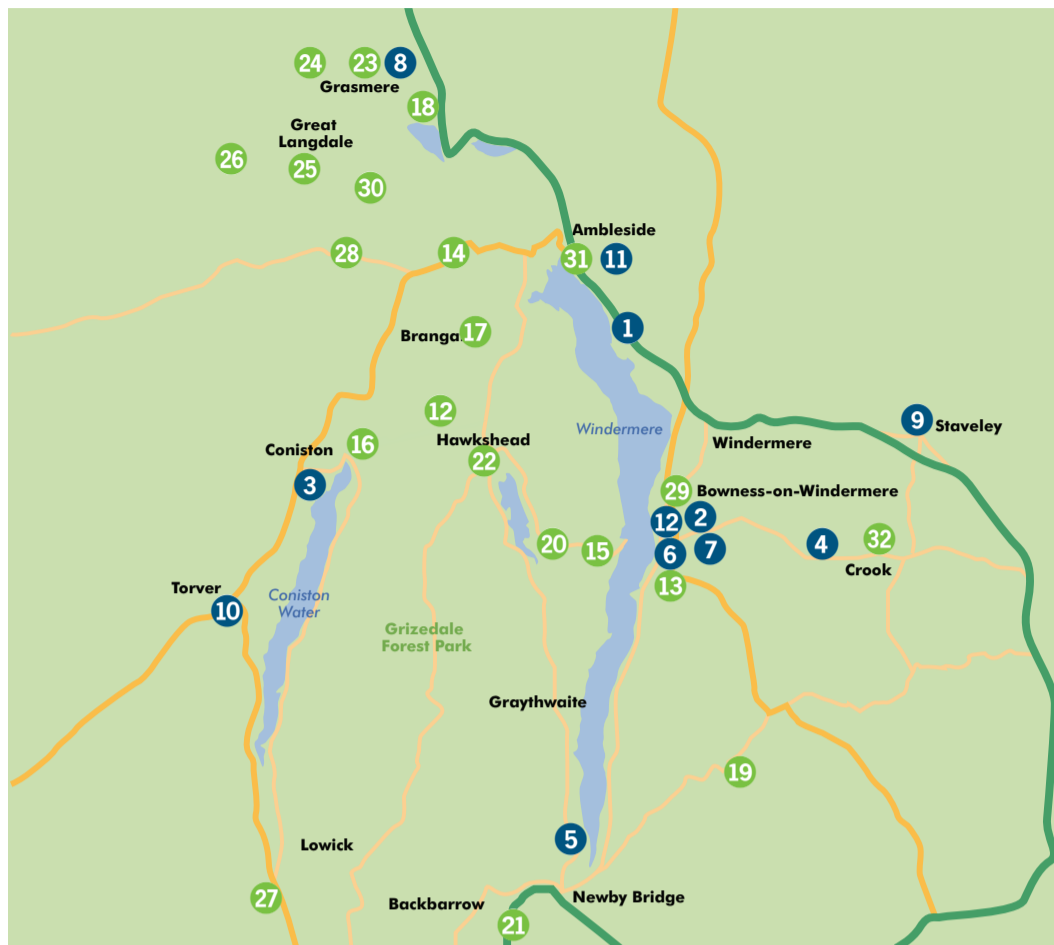 24
23
8
Grasmere
18
Great
Langdale
26
25
30
Ambleside
28
14
31
11
1
Branga
17
12
16
Coniston
Hawkshead
22
3
Windermere
Windermere
9
Staveley
29
Bowness-on-Windermere
12
2
20
15
6
7
4
32
Crook
13
Torver
10
Coniston
Water
Grizedale
Forest Park
Graythwaite
19
5
Lowick
27
Backbarrow
Newby Bridge
21